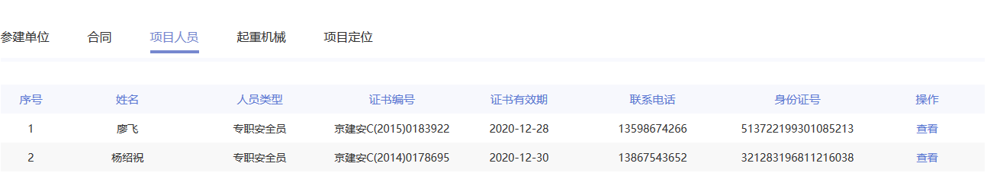 参建单位 合同 项目人员 起重机械 项目定位
序号 姓名 人员类型 证书编号 证书有效期 联系电话 身份证号 操作
1 廖飞 专职安全员 京建安C(2015)0183922 2020-12-28 13598674266 513722199301085213 查看
2 杨绍祝 专职安全员 京建安C(2014)0178695 2020-12-30 13867543652 321283196811216038 查看